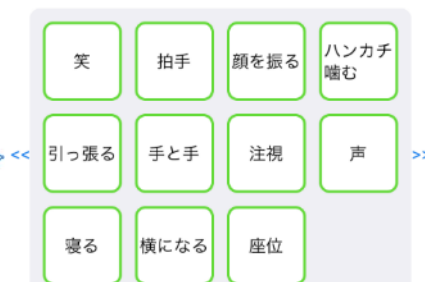 笑
拍手
顔を振る
ハンカチ
噛む
<<
引っ張る
手と手
注視
声
>>
寝る
横になる
座位